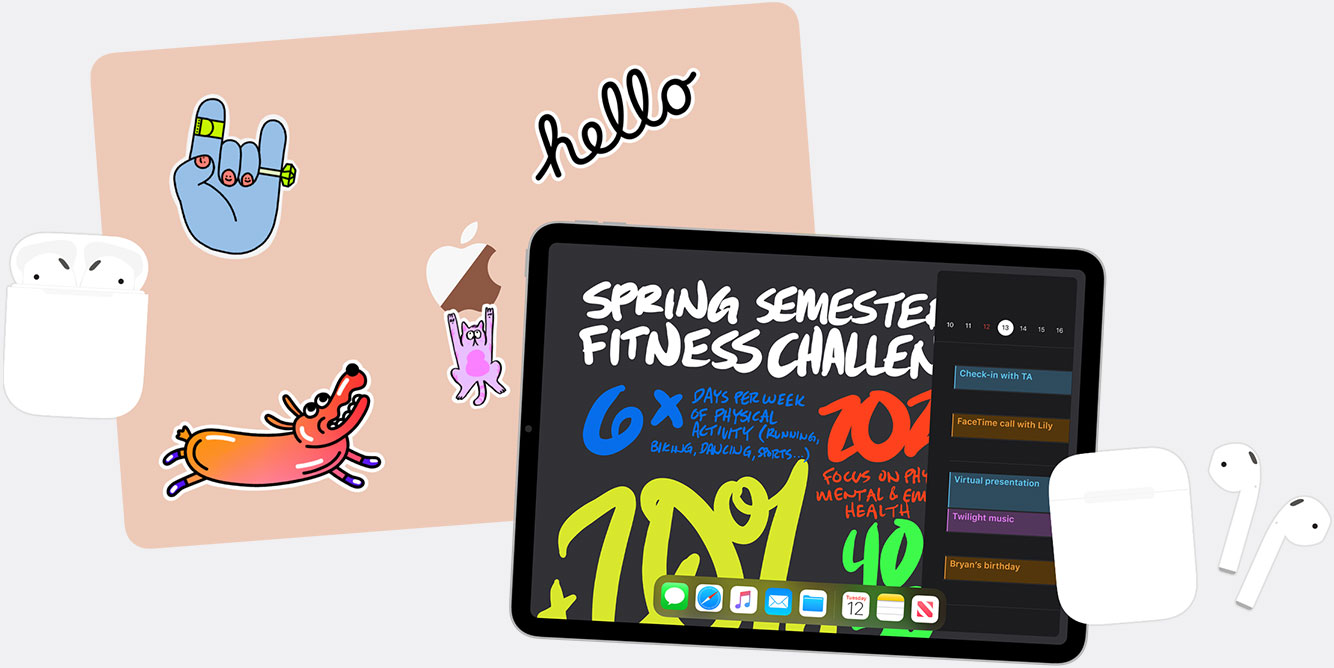 hello
SPRING SEMESTER
FITNESS CHALLEN
6x DAYS PER WEEK
OF PHYSICAL
ACTIVITY (RUNNING,
BIKING, DANCING, SPORTS...)
202
FOCUS ON PHY
MENTAL & EM
HEALTH
100%
40
10 11 12 13 14 15 16
Check-in with TA
FaceTime call with Lily
Virtual presentation
Twilight music
Bryan's birthday
Tuesday
12